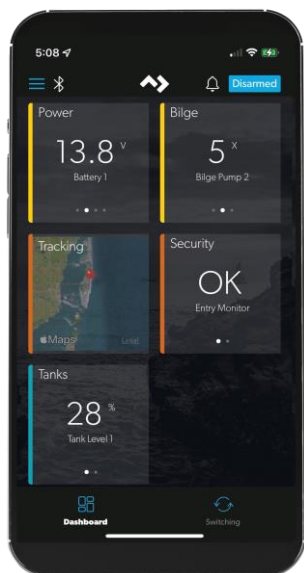 5:08
Disarmed
Power
13.8 V
Battery 1
Bilge
5 X
Bilge Pump 2
Tracking
Maps
Legal
Security
OK
Entry Monitor
Tanks
28 %
Tank Level 1
Dashboard
Switching